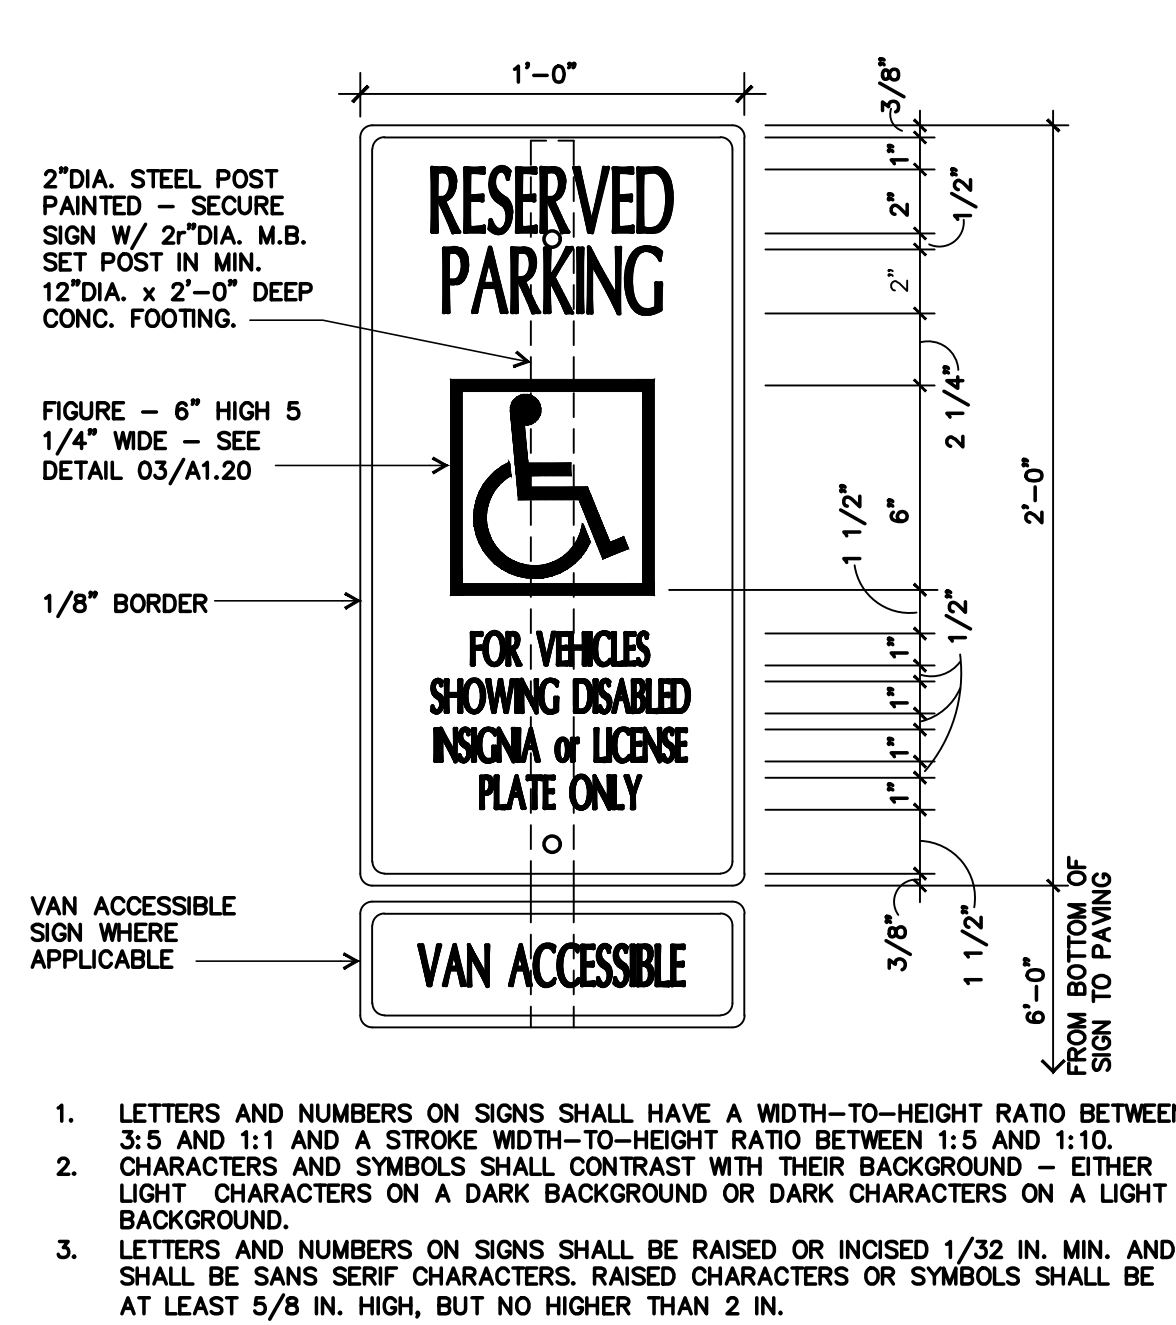 1'-0"
3/8"
2"DIA. STEEL POST
PAINTED - SECURE
SIGN W/ 2r"DIA. M.B.
SET POST IN MIN.
12"DIA. x 2'-0" DEEP
CONC. FOOTING.
RESERVED
PARKING
1"
2"
1/2"
2"
2 1/4"
FIGURE - 6" HIGH 5
1/4" WIDE - SEE
DETAIL 03/A1.20
6"
1 1/2"
2'-0"
1/8" BORDER
1/2"
FOR VEHICLES
SHOWING DISABLED
INSIGNIA or LICENSE
PLATE ONLY
1"
1"
1"
1"
3/8"
1 1/2"
6'-0"
FROM BOTTOM OF
SIGN TO PAVING
VAN ACCESSIBLE
SIGN WHERE
APPLICABLE
VAN ACCESSIBLE
1. LETTERS AND NUMBERS ON SIGNS SHALL HAVE A WIDTH-TO-HEIGHT RATIO BETWEEN
3:5 AND 1:1 AND A STROKE WIDTH-TO-HEIGHT RATIO BETWEEN 1:5 AND 1:10.
2. CHARACTERS AND SYMBOLS SHALL CONTRAST WITH THEIR BACKGROUND - EITHER
LIGHT CHARACTERS ON A DARK BACKGROUND OR DARK CHARACTERS ON A LIGHT
BACKGROUND.
3. LETTERS AND NUMBERS ON SIGNS SHALL BE RAISED OR INCISED 1/32 IN. MIN. AND
SHALL BE SANS SERIF CHARACTERS. RAISED CHARACTERS OR SYMBOLS SHALL BE
AT LEAST 5/8 IN. HIGH, BUT NO HIGHER THAN 2 IN.